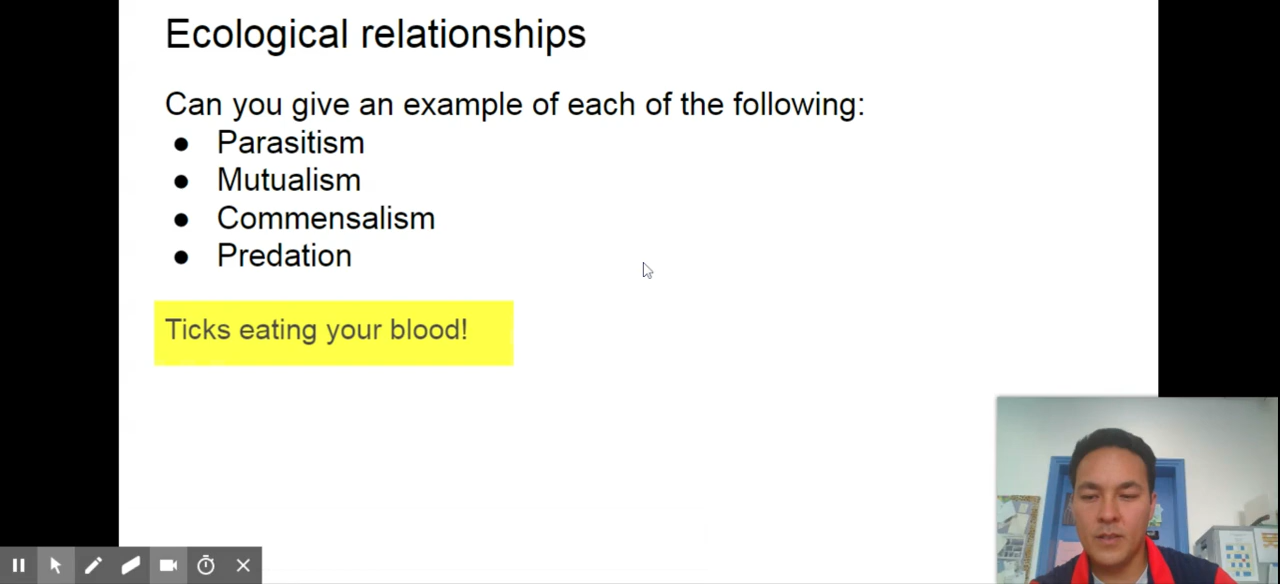 Ecological relationships
Can you give an example of each of the following:
● Parasitism
● Mutualism
● Commensalism
● Predation
Ticks eating your blood!